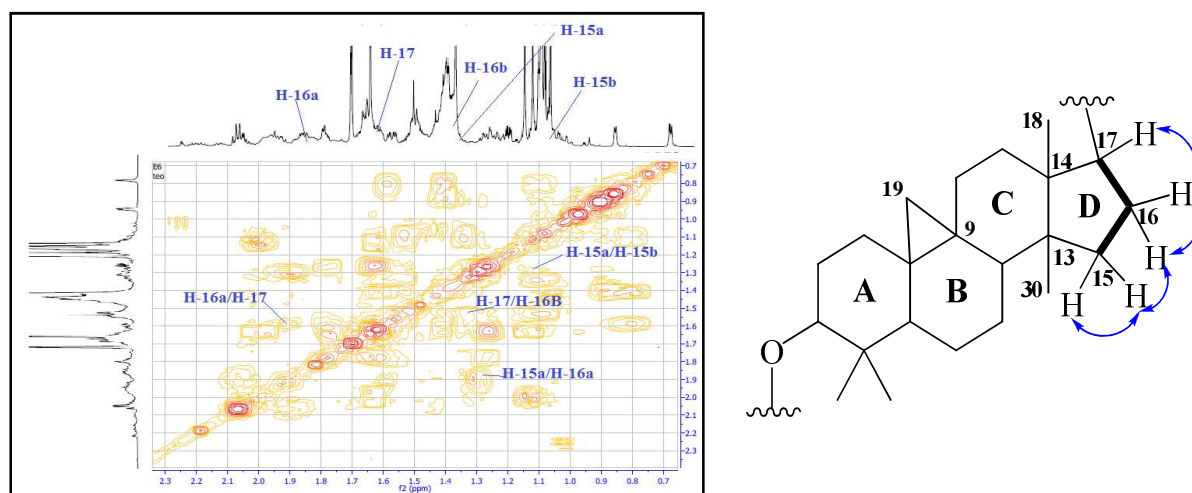 H-15a
H-17
H-16b
H-16a
H-15b
E6
teo
0.7
0.8
0.9
1.0
1.1
H-15a/H-15b
1.2
1.3
H-16a/H-17
H-17/H-16B
1.4
1.5
1.6
1.7
1.8
H-15a/H-16a
1.9
2.0
2.1
2.2
2.3
2.3 2.2 2.1 2.0 1.9 1.8 1.7 1.6 1.5 1.4 1.3 1.2 1.1 1.0 0.9 0.8 0.7
f2 (ppm)
18
17
H
14
19
C
D
H
16
9
13
H
15
A
B
30
H
H
O